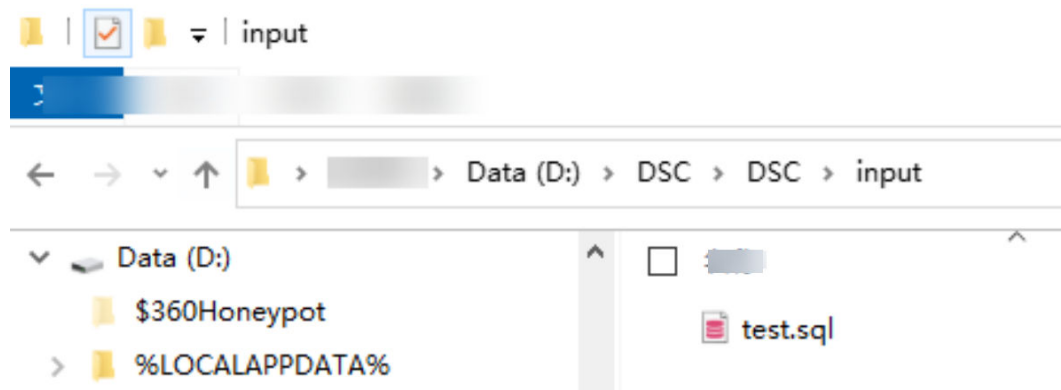 input
Data (D:) DSC DSC input
Data (D:)
$360Honeypot
test.sql
%LOCALAPPDATA%